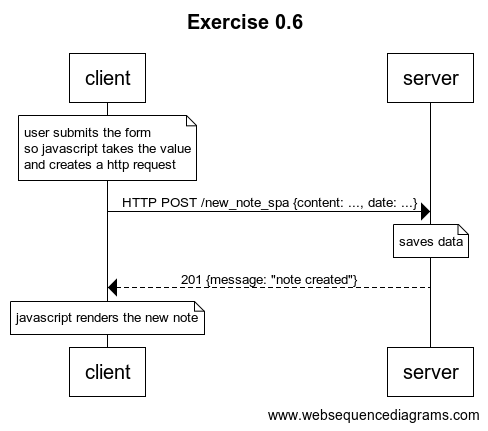 Exercise 0.6
client
server
user submits the form
so javascript takes the value
and creates a http request
HTTP POST /new_note_spa {content: ..., date: ...}
saves data
201 {message: "note created"}
javascript renders the new note
client
server
www.websequencediagrams.com